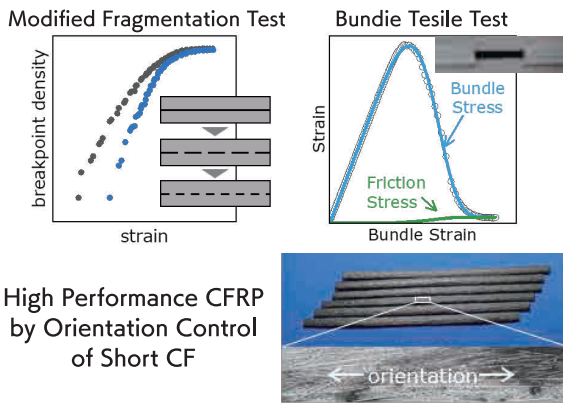 Modified Fragmentation Test
breakpoint density
strain
Bundie Tesile Test
Strain
Bundle
Stress
Friction
Stress
Bundle Strain
High Performance CFRP
by Orientation Control
of Short CF
orientation